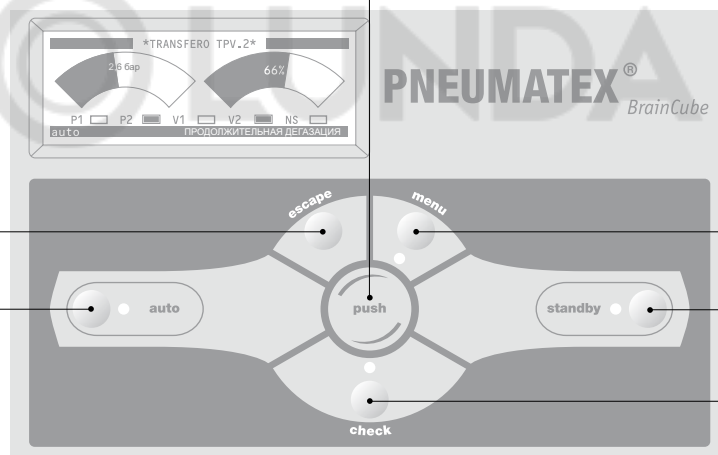 © LUNDA
*TRANSFERO TPV.2*
2,6 бар
66%
P1 P2 V1 V2 NS
auto ПРОДОЛЖИТЕЛЬНАЯ ДЕГАЗАЦИЯ
PNEUMATEX®
BrainCube
escape
menu
auto
push
standby
check